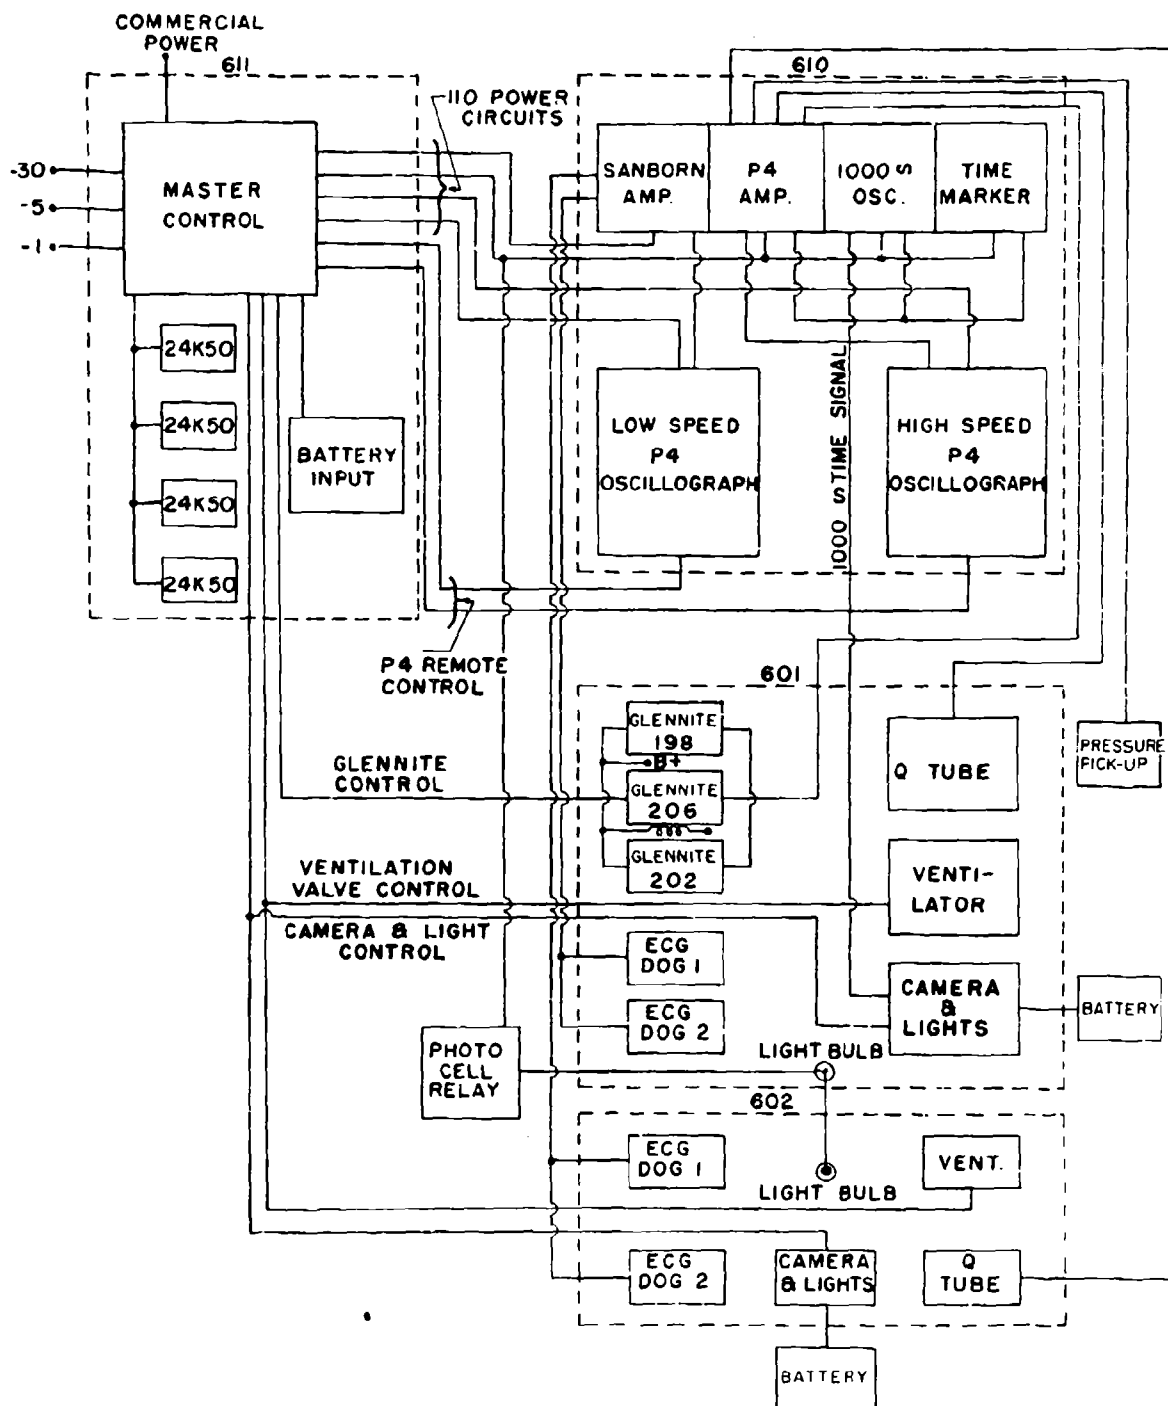 COMMERCIAL
POWER
611
110 POWER
CIRCUITS
610
-30
-5
-1
MASTER
CONTROL
SANBORN
AMP.
P4
AMP.
1000 S
OSC.
TIME
MARKER
24K50
24K50
24K50
24K50
BATTERY
INPUT
LOW SPEED
P4
OSCILLOGRAPH
1000 S TIME SIGNAL
HIGH SPEED
P4
OSCILLOGRAPH
P4 REMOTE
CONTROL
601
GLENNITE
198
B+
GLENNITE
206
GLENNITE
202
Q TUBE
PRESSURE
PICK-UP
GLENNITE
CONTROL
VENTILATION
VALVE CONTROL
CAMERA & LIGHT
CONTROL
VENTI-
LATOR
ECG
DOG 1
ECG
DOG 2
CAMERA
&
LIGHTS
BATTERY
PHOTO
CELL
RELAY
LIGHT BULB
602
ECG
DOG 1
LIGHT BULB
VENT.
ECG
DOG 2
CAMERA
& LIGHTS
Q
TUBE
BATTERY